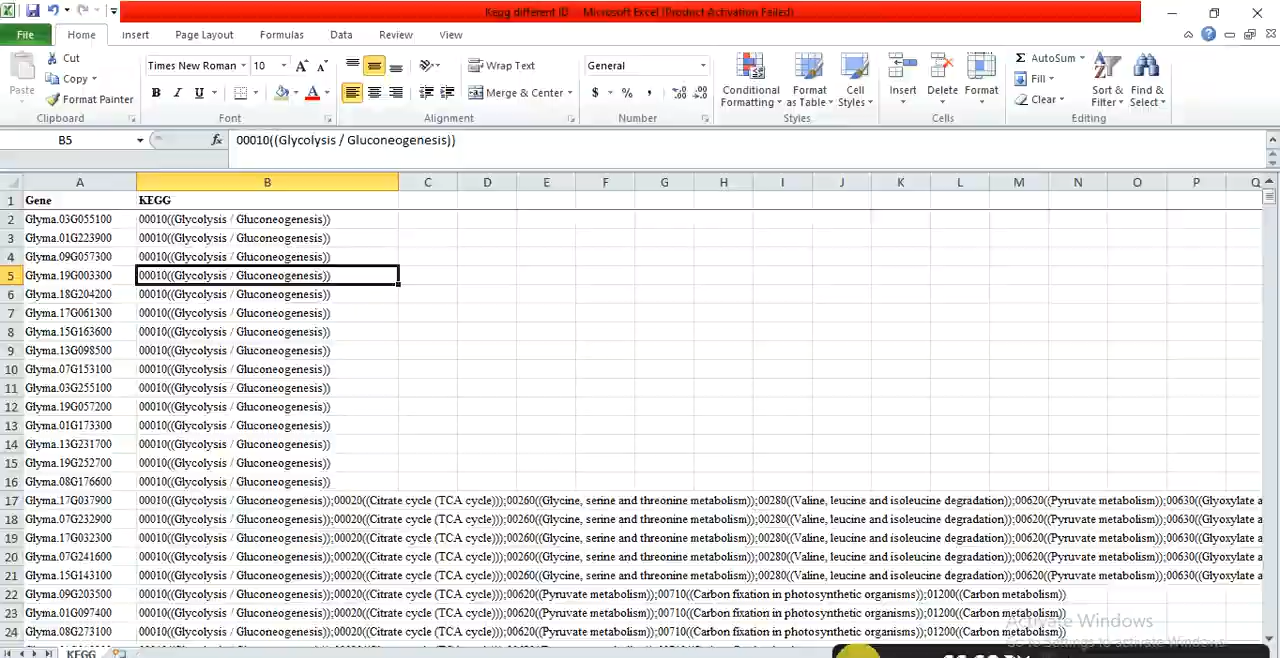 Kegg different ID - Microsoft Excel (Product Activation Failed)
File Home Insert Page Layout Formulas Data Review View
Paste Cut Copy Format Painter Clipboard
Times New Roman 10 A A B I U A Font
Wrap Text Merge & Center Alignment
General $ % , Number
Conditional Formatting Format as Table Cell Styles Styles
Insert Delete Format Cells
Σ AutoSum Fill Clear Sort & Filter Find & Select Editing
B5 fx 00010((Glycolysis / Gluconeogenesis))
A B C D E F G H I J K L M N O P Q
1 Gene KEGG
2 Glyma.03G055100 00010((Glycolysis / Gluconeogenesis))
3 Glyma.01G223900 00010((Glycolysis / Gluconeogenesis))
4 Glyma.09G057300 00010((Glycolysis / Gluconeogenesis))
5 Glyma.19G003300 00010((Glycolysis / Gluconeogenesis))
6 Glyma.18G204200 00010((Glycolysis / Gluconeogenesis))
7 Glyma.17G061300 00010((Glycolysis / Gluconeogenesis))
8 Glyma.15G163600 00010((Glycolysis / Gluconeogenesis))
9 Glyma.13G098500 00010((Glycolysis / Gluconeogenesis))
10 Glyma.07G153100 00010((Glycolysis / Gluconeogenesis))
11 Glyma.03G255100 00010((Glycolysis / Gluconeogenesis))
12 Glyma.19G057200 00010((Glycolysis / Gluconeogenesis))
13 Glyma.01G173300 00010((Glycolysis / Gluconeogenesis))
14 Glyma.13G231700 00010((Glycolysis / Gluconeogenesis))
15 Glyma.19G252700 00010((Glycolysis / Gluconeogenesis))
16 Glyma.08G176600 00010((Glycolysis / Gluconeogenesis))
17 Glyma.17G037900 00010((Glycolysis / Gluconeogenesis));00020((Citrate cycle (TCA cycle)));00260((Glycine, serine and threonine metabolism));00280((Valine, leucine and isoleucine degradation));00620((Pyruvate metabolism));00630((Glyoxylate a
18 Glyma.07G232900 00010((Glycolysis / Gluconeogenesis));00020((Citrate cycle (TCA cycle)));00260((Glycine, serine and threonine metabolism));00280((Valine, leucine and isoleucine degradation));00620((Pyruvate metabolism));00630((Glyoxylate a
19 Glyma.17G032300 00010((Glycolysis / Gluconeogenesis));00020((Citrate cycle (TCA cycle)));00260((Glycine, serine and threonine metabolism));00280((Valine, leucine and isoleucine degradation));00620((Pyruvate metabolism));00630((Glyoxylate a
20 Glyma.07G241600 00010((Glycolysis / Gluconeogenesis));00020((Citrate cycle (TCA cycle)));00260((Glycine, serine and threonine metabolism));00280((Valine, leucine and isoleucine degradation));00620((Pyruvate metabolism));00630((Glyoxylate a
21 Glyma.15G143100 00010((Glycolysis / Gluconeogenesis));00020((Citrate cycle (TCA cycle)));00260((Glycine, serine and threonine metabolism));00280((Valine, leucine and isoleucine degradation));00620((Pyruvate metabolism));00630((Glyoxylate a
22 Glyma.09G203500 00010((Glycolysis / Gluconeogenesis));00020((Citrate cycle (TCA cycle)));00620((Pyruvate metabolism));00710((Carbon fixation in photosynthetic organisms));01200((Carbon metabolism))
23 Glyma.01G097400 00010((Glycolysis / Gluconeogenesis));00020((Citrate cycle (TCA cycle)));00620((Pyruvate metabolism));00710((Carbon fixation in photosynthetic organisms));01200((Carbon metabolism))
24 Glyma.08G273100 00010((Glycolysis / Gluconeogenesis));00020((Citrate cycle (TCA cycle)));00620((Pyruvate metabolism));00710((Carbon fixation in photosynthetic organisms));01200((Carbon metabolism))
Activate Windows
Go to Settings to activate Windows.
KEGG